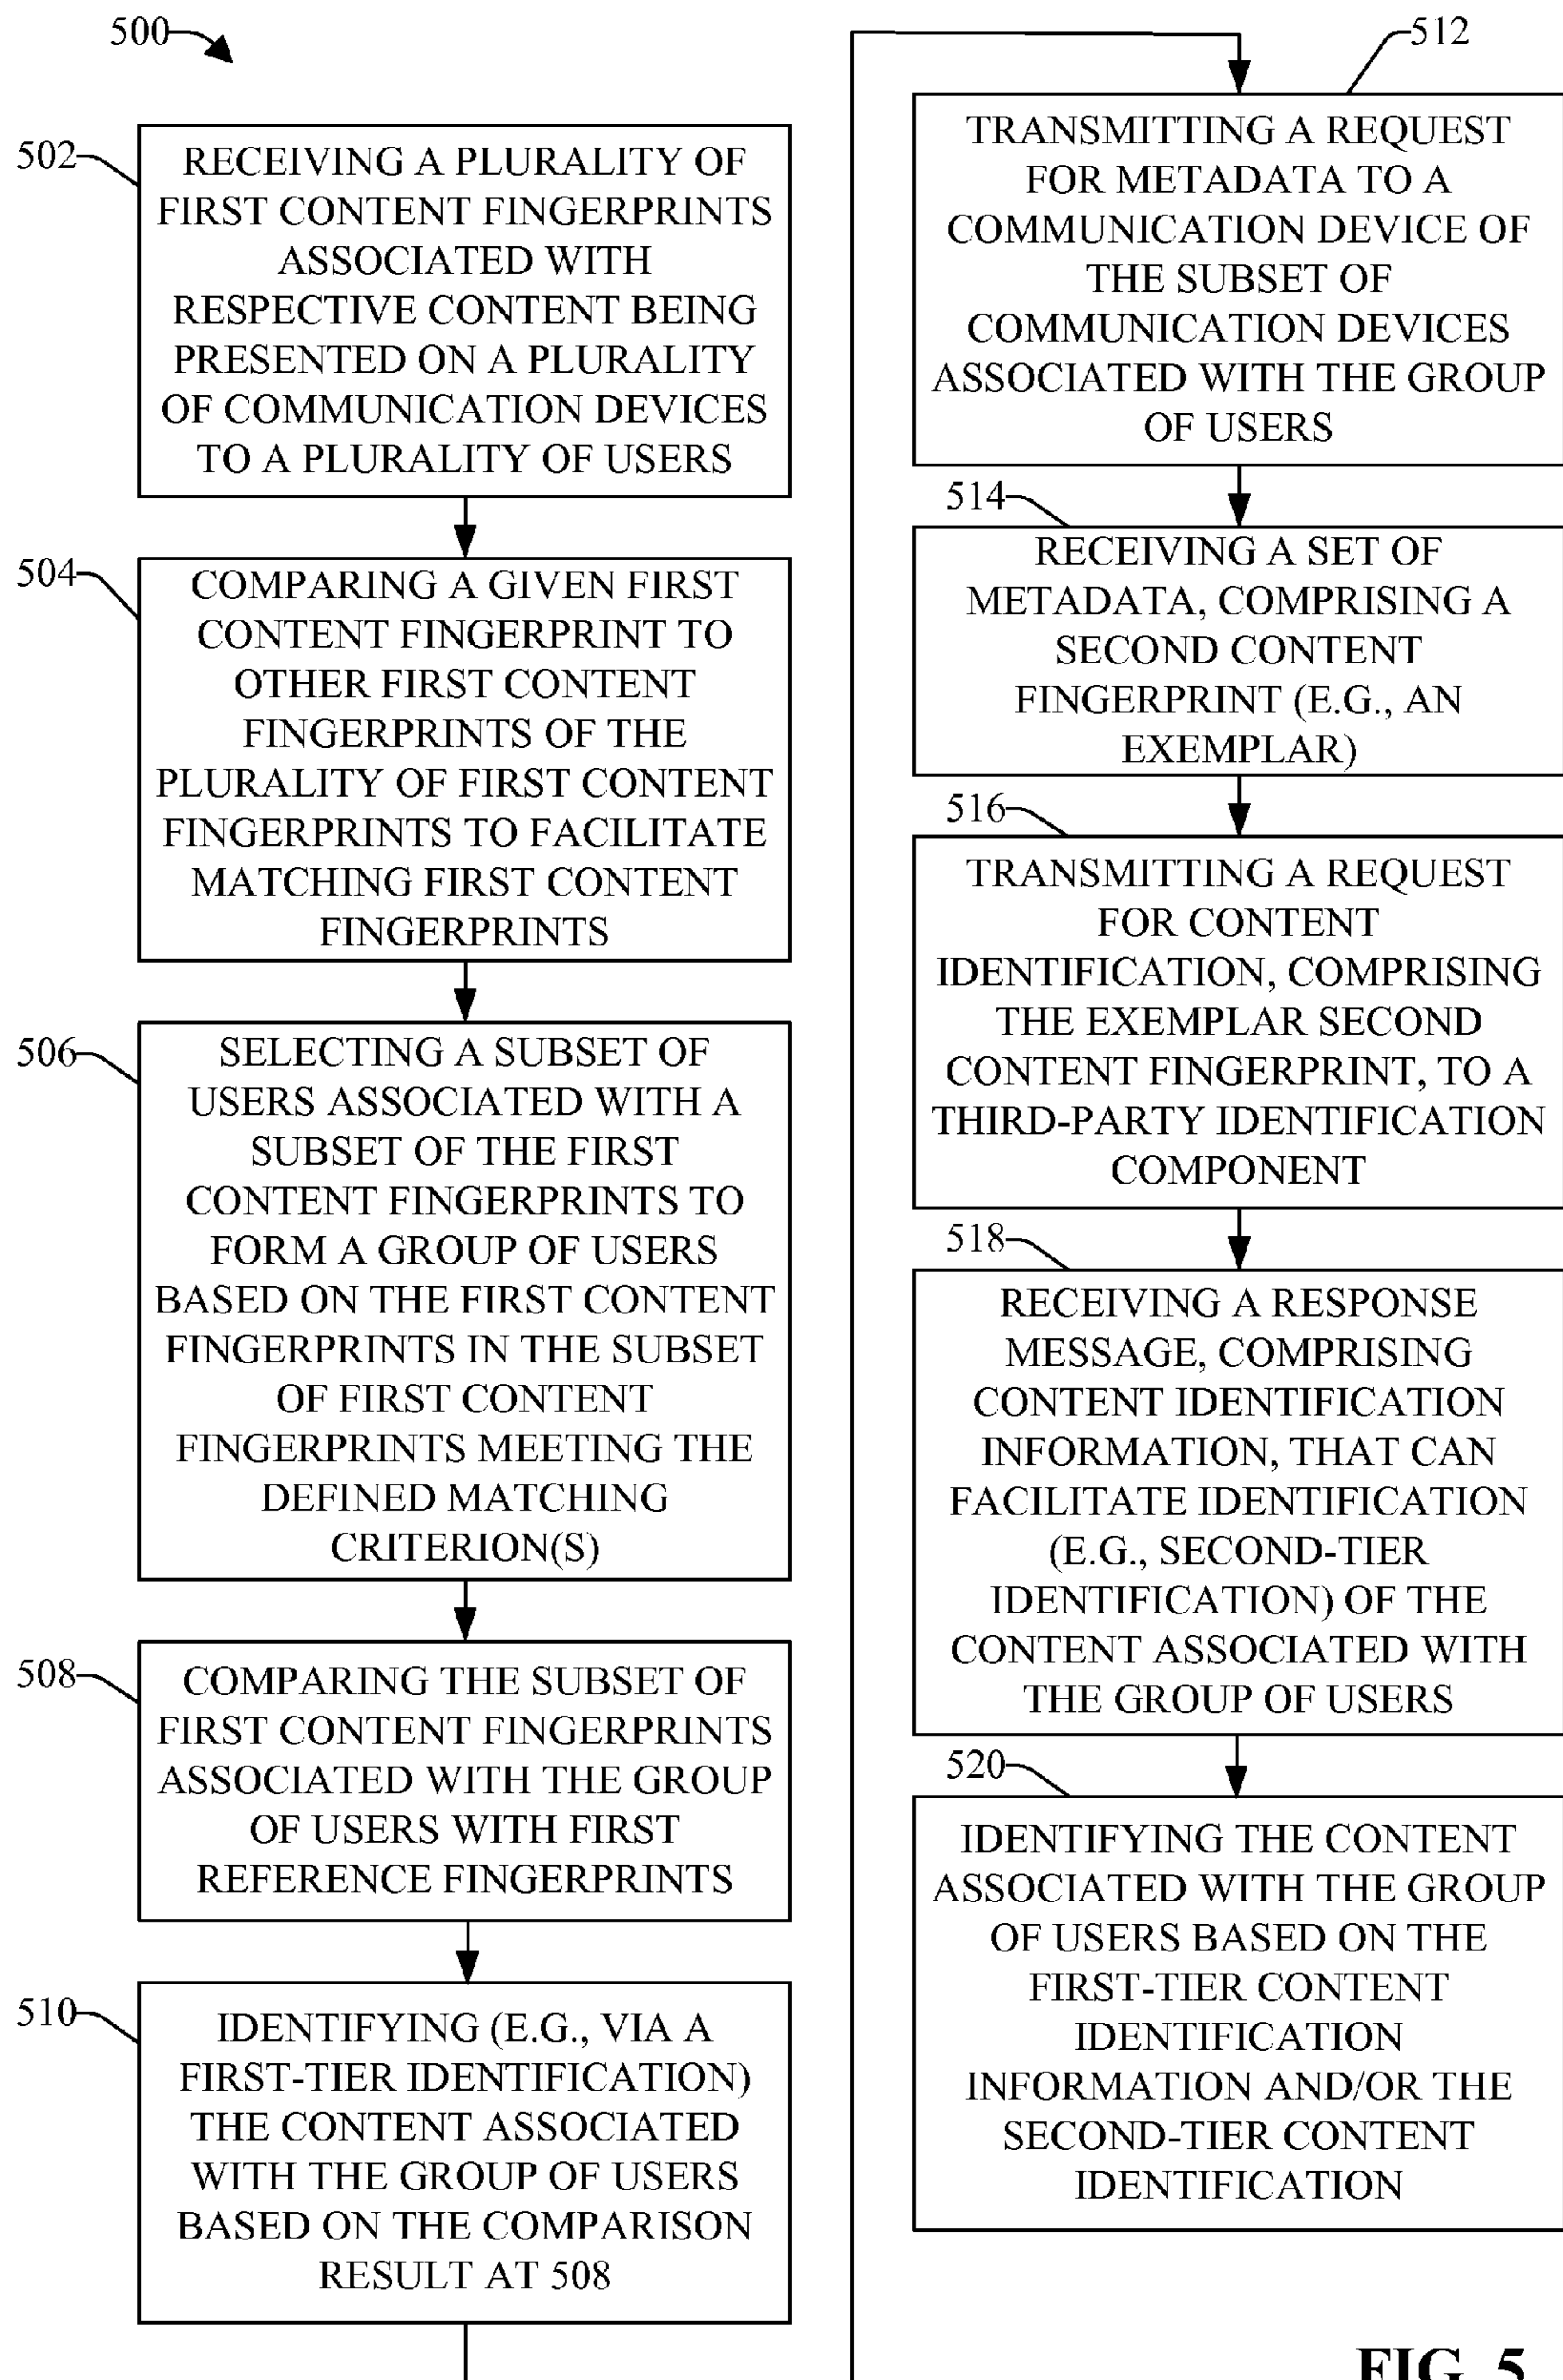 500
502
RECEIVING A PLURALITY OF
FIRST CONTENT FINGERPRINTS
ASSOCIATED WITH
RESPECTIVE CONTENT BEING
PRESENTED ON A PLURALITY
OF COMMUNICATION DEVICES
TO A PLURALITY OF USERS
504
COMPARING A GIVEN FIRST
CONTENT FINGERPRINT TO
OTHER FIRST CONTENT
FINGERPRINTS OF THE
PLURALITY OF FIRST CONTENT
FINGERPRINTS TO FACILITATE
MATCHING FIRST CONTENT
FINGERPRINTS
506
SELECTING A SUBSET OF
USERS ASSOCIATED WITH A
SUBSET OF THE FIRST
CONTENT FINGERPRINTS TO
FORM A GROUP OF USERS
BASED ON THE FIRST CONTENT
FINGERPRINTS IN THE SUBSET
OF FIRST CONTENT
FINGERPRINTS MEETING THE
DEFINED MATCHING
CRITERION(S)
508
COMPARING THE SUBSET OF
FIRST CONTENT FINGERPRINTS
ASSOCIATED WITH THE GROUP
OF USERS WITH FIRST
REFERENCE FINGERPRINTS
510
IDENTIFYING (E.G., VIA A
FIRST-TIER IDENTIFICATION)
THE CONTENT ASSOCIATED
WITH THE GROUP OF USERS
BASED ON THE COMPARISON
RESULT AT 508
512
TRANSMITTING A REQUEST
FOR METADATA TO A
COMMUNICATION DEVICE OF
THE SUBSET OF
COMMUNICATION DEVICES
ASSOCIATED WITH THE GROUP
OF USERS
514
RECEIVING A SET OF
METADATA, COMPRISING A
SECOND CONTENT
FINGERPRINT (E.G., AN
EXEMPLAR)
516
TRANSMITTING A REQUEST
FOR CONTENT
IDENTIFICATION, COMPRISING
THE EXEMPLAR SECOND
CONTENT FINGERPRINT, TO A
THIRD-PARTY IDENTIFICATION
COMPONENT
518
RECEIVING A RESPONSE
MESSAGE, COMPRISING
CONTENT IDENTIFICATION
INFORMATION, THAT CAN
FACILITATE IDENTIFICATION
(E.G., SECOND-TIER
IDENTIFICATION) OF THE
CONTENT ASSOCIATED WITH
THE GROUP OF USERS
520
IDENTIFYING THE CONTENT
ASSOCIATED WITH THE GROUP
OF USERS BASED ON THE
FIRST-TIER CONTENT
IDENTIFICATION
INFORMATION AND/OR THE
SECOND-TIER CONTENT
IDENTIFICATION
FIG. 5